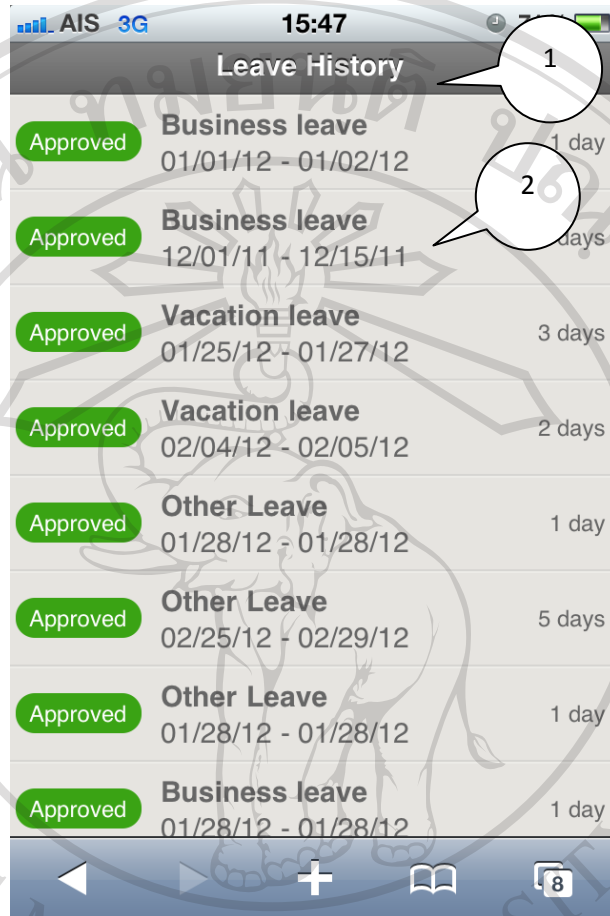 AIS 3G 15:47
1
Leave History
Approved Business leave 1 day
01/01/12 - 01/02/12
2
Approved Business leave days
12/01/11 - 12/15/11
Approved Vacation leave 3 days
01/25/12 - 01/27/12
Approved Vacation leave 2 days
02/04/12 - 02/05/12
Approved Other Leave 1 day
01/28/12 - 01/28/12
Approved Other Leave 5 days
02/25/12 - 02/29/12
Approved Other Leave 1 day
01/28/12 - 01/28/12
Approved Business leave 1 day
01/28/12 - 01/28/12
8